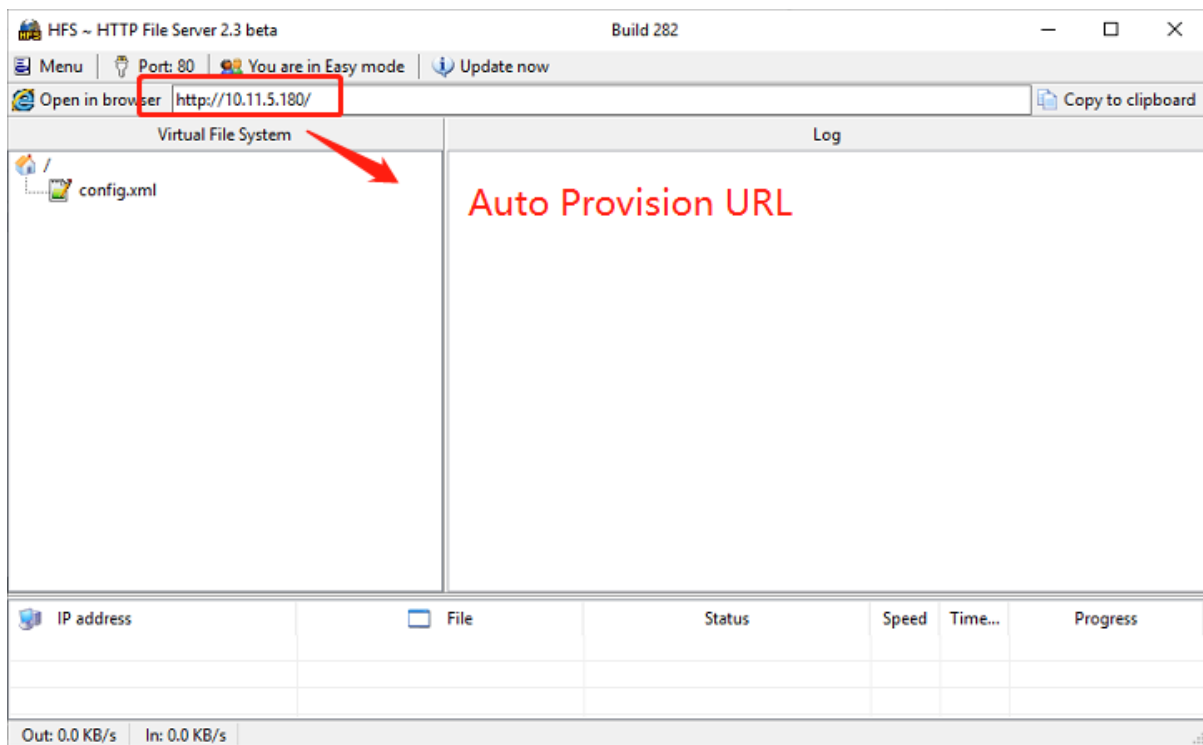 HFS ~ HTTP File Server 2.3 beta Build 282
Menu Port: 80 You are in Easy mode Update now
Open in browser http://10.11.5.180/ Copy to clipboard
Virtual File System Log
/
config.xml
Auto Provision URL
IP address File Status Speed Time... Progress
Out: 0.0 KB/s In: 0.0 KB/s